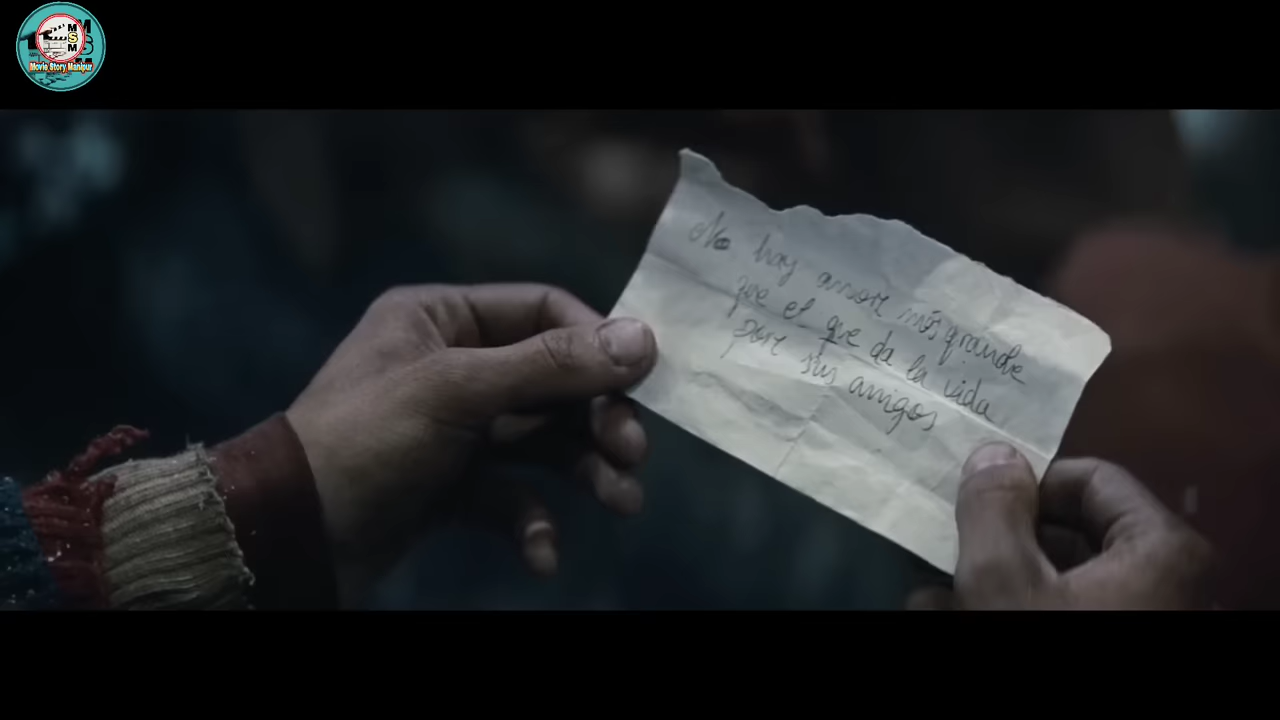 M
M S
S
M M
Movie Story Manipur
No hay amor más grande
que el que da la vida
por sus amigos